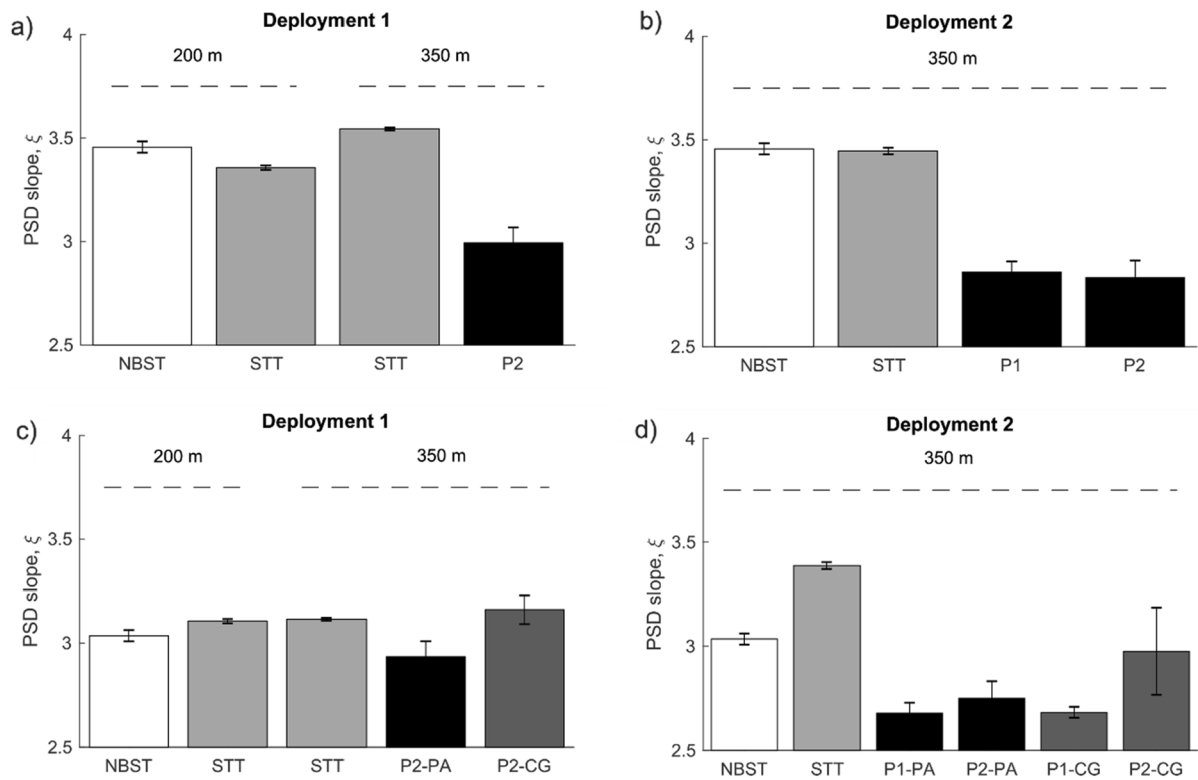 a)
Deployment 1
200 m
350 m
4
3.5
3
2.5
PSD slope, ξ
NBST
STT
STT
P2
b)
Deployment 2
350 m
4
3.5
3
2.5
PSD slope, ξ
NBST
STT
P1
P2
c)
Deployment 1
200 m
350 m
4
3.5
3
2.5
PSD slope, ξ
NBST
STT
STT
P2-PA
P2-CG
d)
Deployment 2
350 m
4
3.5
3
2.5
PSD slope, ξ
NBST
STT
P1-PA
P2-PA
P1-CG
P2-CG